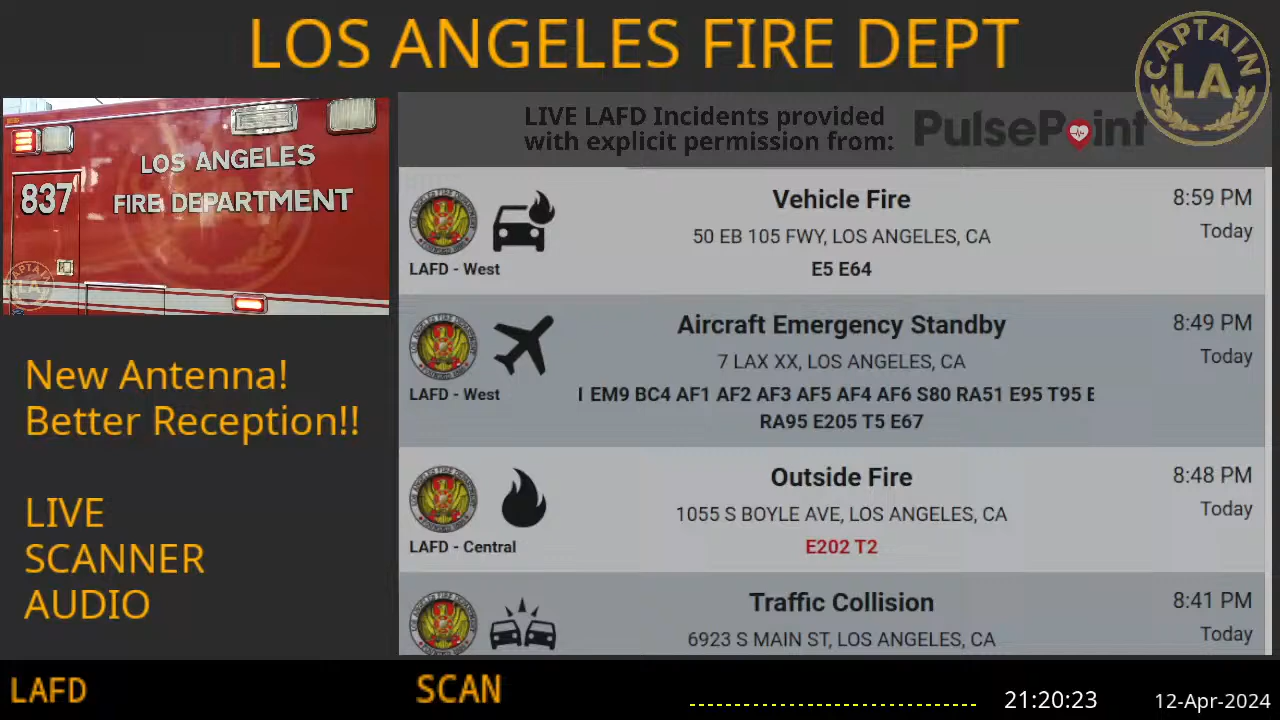 LOS ANGELES FIRE DEPT
CAPTAIN
LA
LOS ANGELES
837
FIRE DEPARTMENT
CAPTAIN
LA
New Antenna!
Better Reception!!
LIVE
SCANNER
AUDIO
LIVE LAFD Incidents provided
with explicit permission from:
PulsePoint
Vehicle Fire
8:59 PM
50 EB 105 FWY, LOS ANGELES, CA
Today
LAFD - West
E5 E64
Aircraft Emergency Standby
8:49 PM
7 LAX XX, LOS ANGELES, CA
Today
LAFD - West
EM9 BC4 AF1 AF2 AF3 AF5 AF4 AF6 S80 RA51 E95 T95
RA95 E205 T5 E67
Outside Fire
8:48 PM
1055 S BOYLE AVE, LOS ANGELES, CA
Today
LAFD - Central
E202 T2
Traffic Collision
8:41 PM
6923 S MAIN ST, LOS ANGELES, CA
Today
LAFD
SCAN
21:20:23
12-Apr-2024